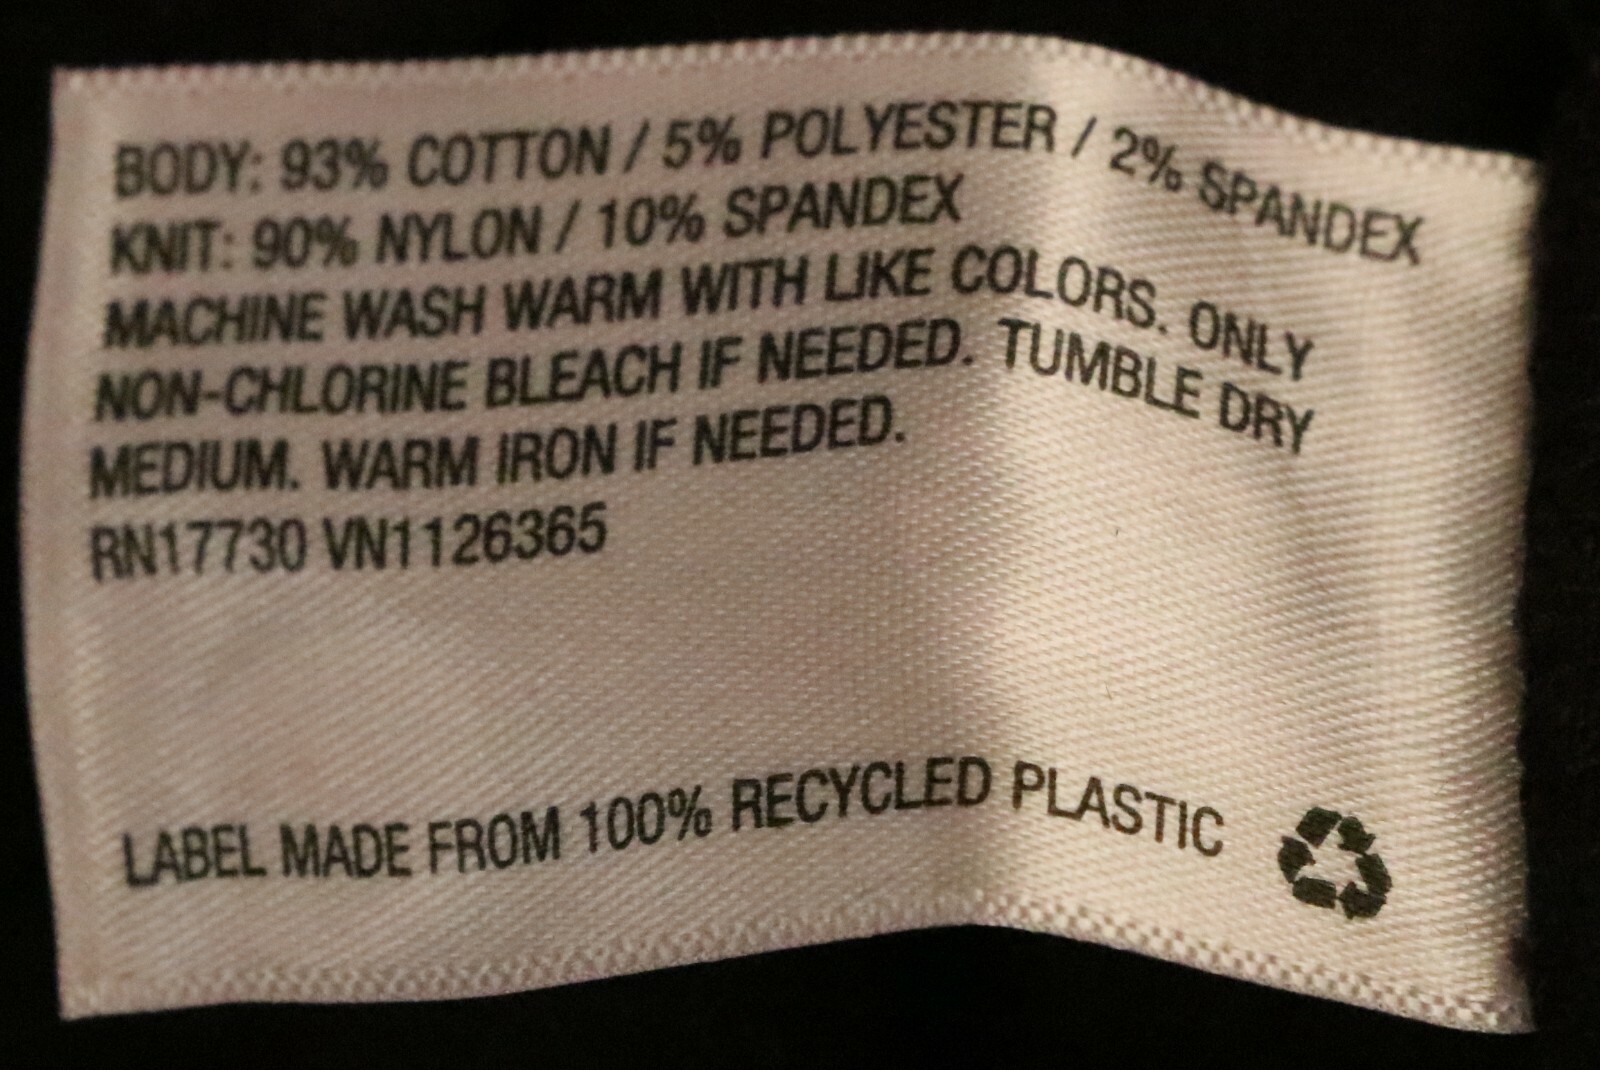 BODY: 93% COTTON / 5% POLYESTER / 2% SPANDEX
KNIT: 90% NYLON / 10% SPANDEX
MACHINE WASH WARM WITH LIKE COLORS. ONLY
NON-CHLORINE BLEACH IF NEEDED. TUMBLE DRY
MEDIUM. WARM IRON IF NEEDED.
RN17730 VN1126365
LABEL MADE FROM 100% RECYCLED PLASTIC